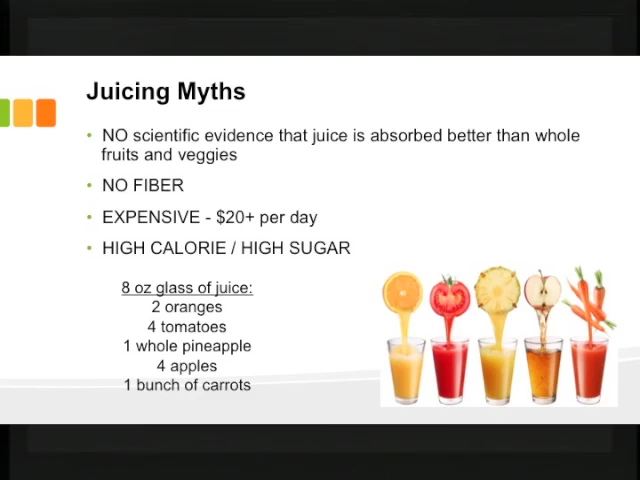 Juicing Myths
• NO scientific evidence that juice is absorbed better than whole
fruits and veggies
• NO FIBER
• EXPENSIVE - $20+ per day
• HIGH CALORIE / HIGH SUGAR
8 oz glass of juice:
2 oranges
4 tomatoes
1 whole pineapple
4 apples
1 bunch of carrots